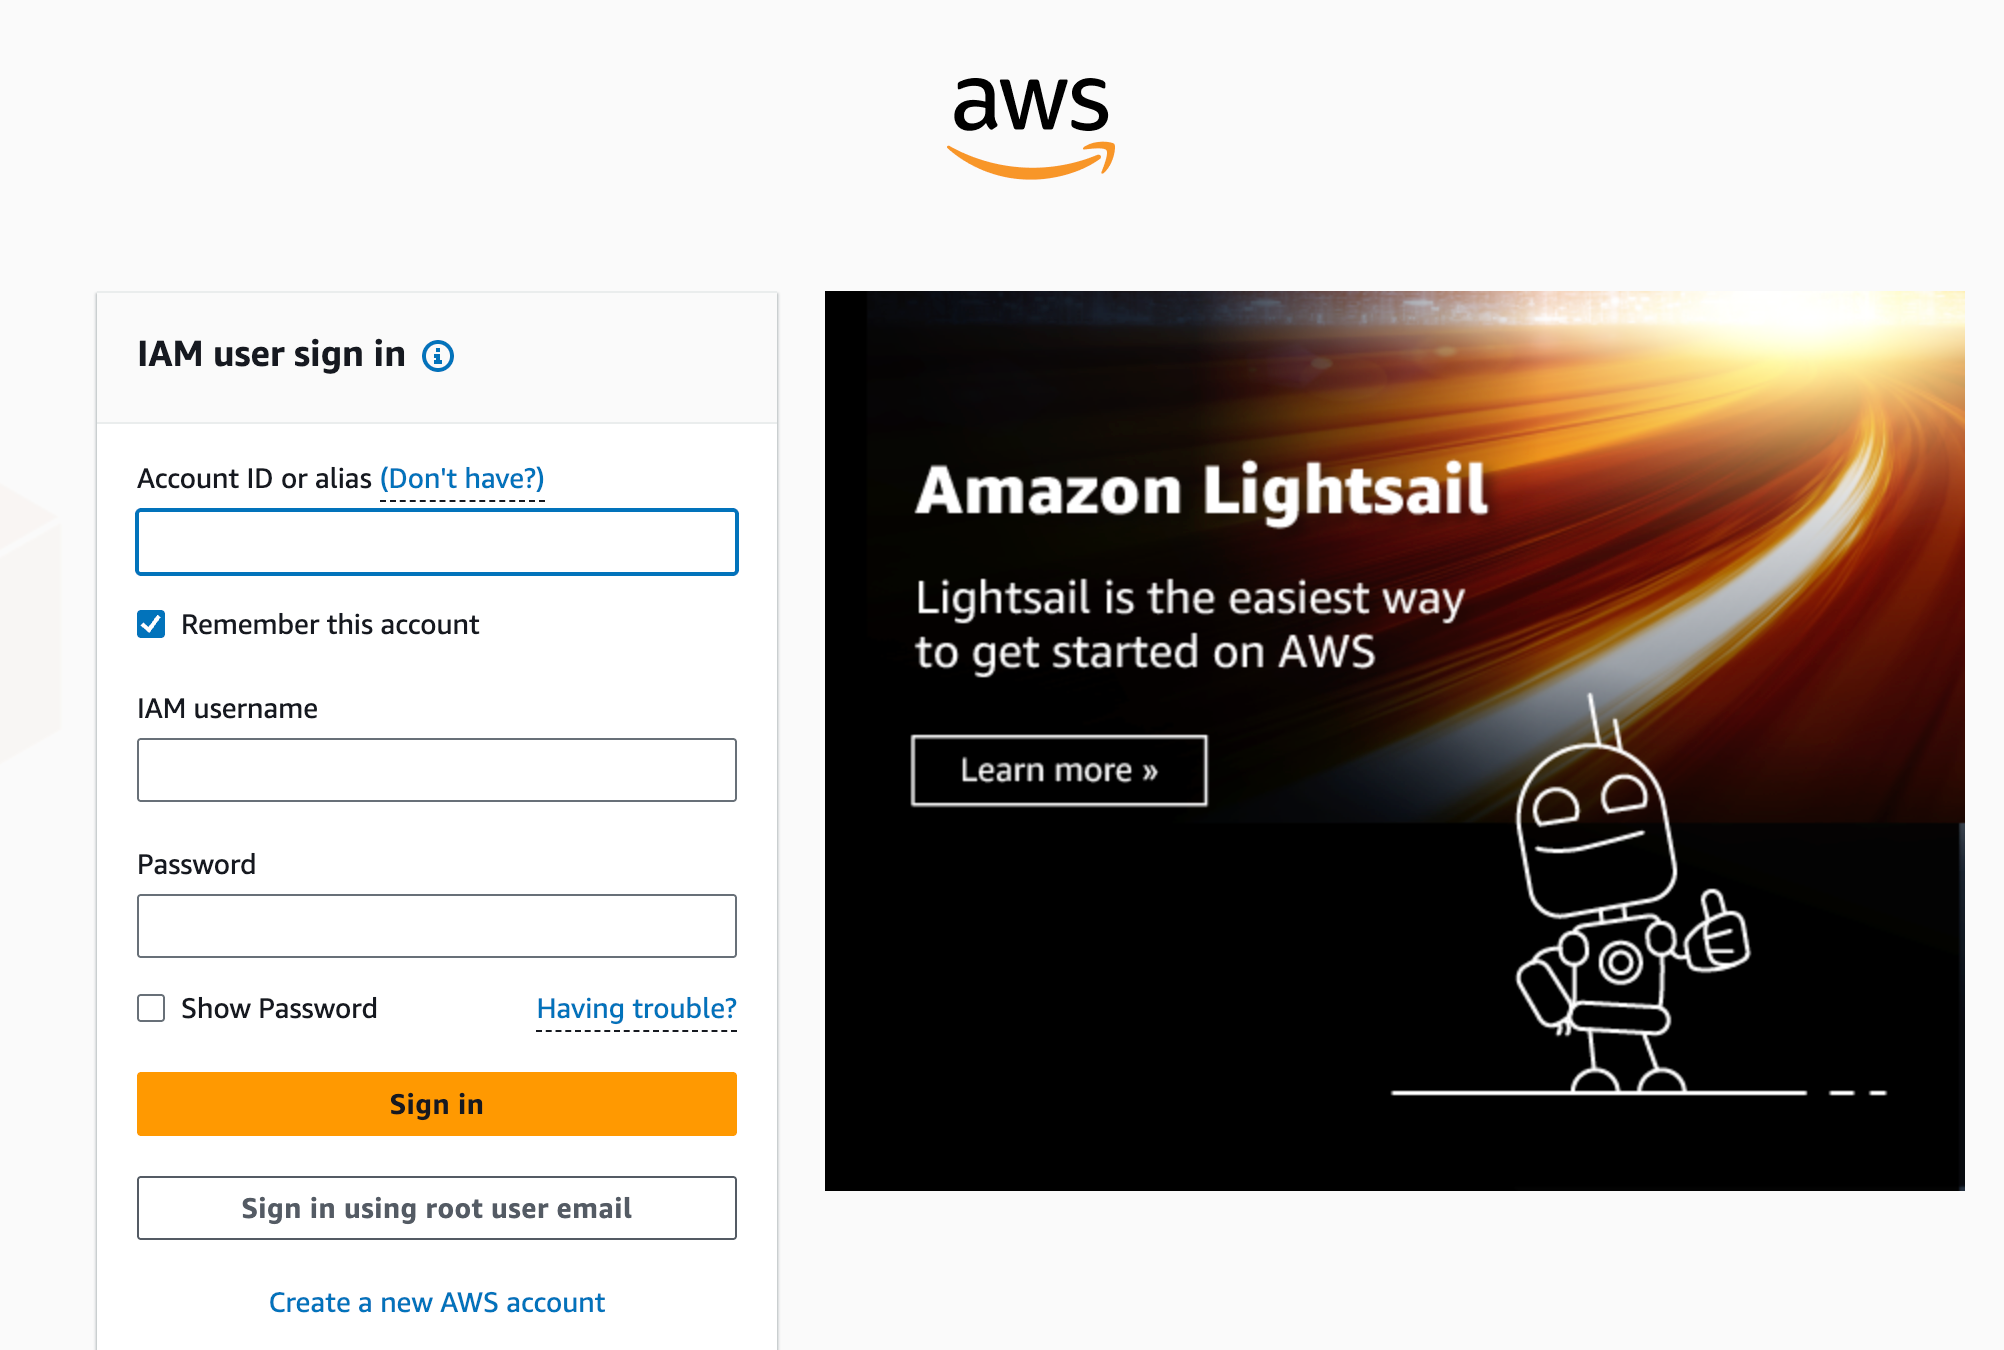 aws
IAM user sign in
Account ID or alias (Don't have?)
Remember this account
IAM username
Password
Show Password
Having trouble?
Sign in
Sign in using root user email
Create a new AWS account
Amazon Lightsail
Lightsail is the easiest way
to get started on AWS
Learn more »